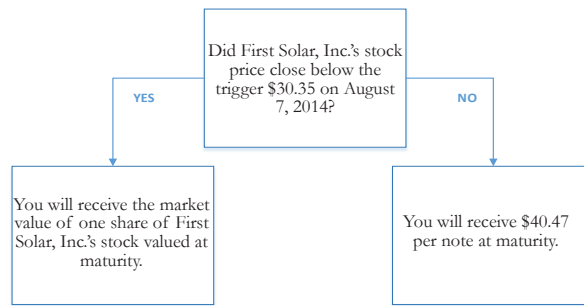 Did First Solar, Inc.'s stock
price close below the
trigger $30.35 on August
7, 2014?
YES
NO
You will receive the market
value of one share of First
Solar, Inc.'s stock valued at
maturity.
You will receive $40.47
per note at maturity.